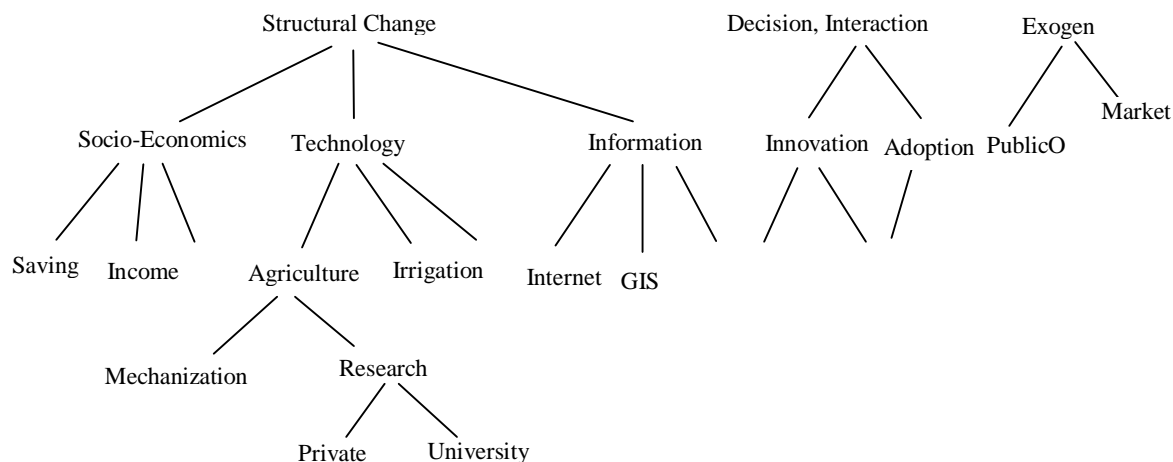 Structural Change
Decision, Interaction
Exogen
Socio-Economics
Technology
Information
Innovation
Adoption
PublicO
Market
Saving
Income
Agriculture
Irrigation
Internet
GIS
Mechanization
Research
Private
University